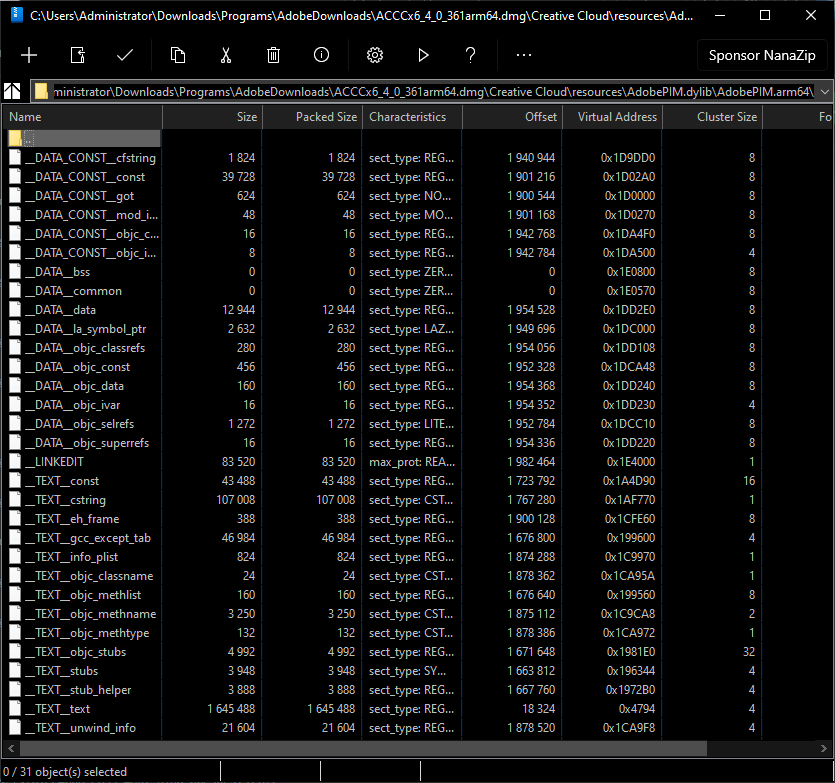 C:\Users\Administrator\Downloads\Programs\AdobeDownloads\ACCCx6_4_0_361arm64.dmg\Creative Cloud\resources\Ad...
Sponsor NanaZip
ministrator\Downloads\Programs\AdobeDownloads\ACCCx6_4_0_361arm64.dmg\Creative Cloud\resources\AdobePIM.dylib\AdobePIM.arm64\
Name Size Packed Size Characteristics Offset Virtual Address Cluster Size Fo
..
__DATA_CONST__cfstring 1 824 1 824 sect_type: REG... 1 940 944 0x1D9DD0 8
__DATA_CONST__const 39 728 39 728 sect_type: REG... 1 901 216 0x1D02A0 8
__DATA_CONST__got 624 624 sect_type: NO... 1 900 544 0x1D0000 8
__DATA_CONST__mod_i... 48 48 sect_type: MO... 1 901 168 0x1D0270 8
__DATA_CONST__objc_c... 16 16 sect_type: REG... 1 942 768 0x1DA4F0 8
__DATA_CONST__objc_i... 8 8 sect_type: REG... 1 942 784 0x1DA500 4
__DATA__bss 0 0 sect_type: ZER... 0 0x1E0800 8
__DATA__common 0 0 sect_type: ZER... 0 0x1E0570 8
__DATA__data 12 944 12 944 sect_type: REG... 1 954 528 0x1DD2E0 8
__DATA__la_symbol_ptr 2 632 2 632 sect_type: LAZ... 1 949 696 0x1DC000 8
__DATA__objc_classrefs 280 280 sect_type: REG... 1 954 056 0x1DD108 8
__DATA__objc_const 456 456 sect_type: REG... 1 952 328 0x1DCA48 8
__DATA__objc_data 160 160 sect_type: REG... 1 954 368 0x1DD240 8
__DATA__objc_ivar 16 16 sect_type: REG... 1 954 352 0x1DD230 4
__DATA__objc_selrefs 1 272 1 272 sect_type: LITE... 1 952 784 0x1DCC10 8
__DATA__objc_superrefs 16 16 sect_type: REG... 1 954 336 0x1DD220 8
__LINKEDIT 83 520 83 520 max_prot: REA... 1 982 464 0x1E4000 1
__TEXT__const 43 488 43 488 sect_type: REG... 1 723 792 0x1A4D90 16
__TEXT__cstring 107 008 107 008 sect_type: CST... 1 767 280 0x1AF770 1
__TEXT__eh_frame 388 388 sect_type: REG... 1 900 128 0x1CFE60 8
__TEXT__gcc_except_tab 46 984 46 984 sect_type: REG... 1 676 800 0x199600 4
__TEXT__info_plist 824 824 sect_type: REG... 1 874 288 0x1C9970 1
__TEXT__objc_classname 24 24 sect_type: CST... 1 878 362 0x1CA95A 1
__TEXT__objc_methlist 160 160 sect_type: REG... 1 676 640 0x199560 8
__TEXT__objc_methname 3 250 3 250 sect_type: CST... 1 875 112 0x1C9CA8 2
__TEXT__objc_methtype 132 132 sect_type: CST... 1 878 386 0x1CA972 1
__TEXT__objc_stubs 4 992 4 992 sect_type: REG... 1 671 648 0x1981E0 32
__TEXT__stubs 3 948 3 948 sect_type: SY... 1 663 812 0x196344 4
__TEXT__stub_helper 3 888 3 888 sect_type: REG... 1 667 760 0x1972B0 4
__TEXT__text 1 645 488 1 645 488 sect_type: REG... 18 324 0x4794 4
__TEXT__unwind_info 21 604 21 604 sect_type: REG... 1 878 520 0x1CA9F8 4
0 / 31 object(s) selected